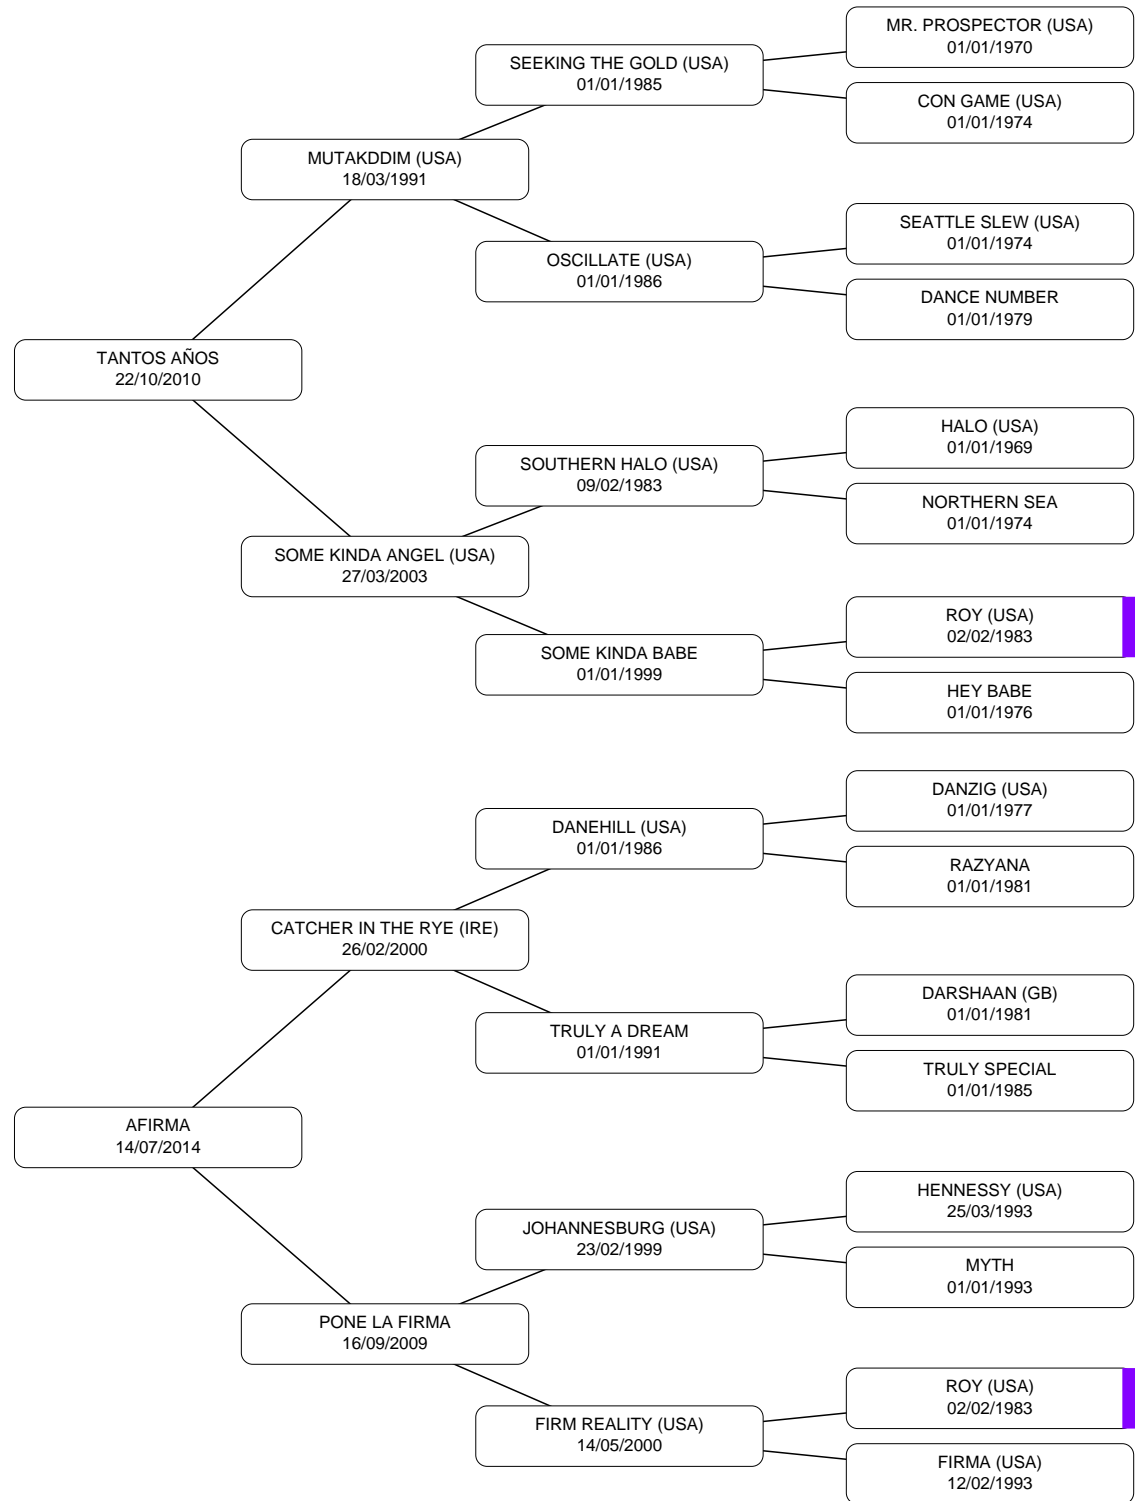 MR. PROSPECTOR (USA)
01/01/1970
SEEKING THE GOLD (USA)
01/01/1985
CON GAME (USA)
01/01/1974
MUTAKDDIM (USA)
18/03/1991
SEATTLE SLEW (USA)
01/01/1974
OSCILLATE (USA)
01/01/1986
DANCE NUMBER
01/01/1979
TANTOS AÑOS
22/10/2010
HALO (USA)
01/01/1969
SOUTHERN HALO (USA)
09/02/1983
NORTHERN SEA
01/01/1974
SOME KINDA ANGEL (USA)
27/03/2003
ROY (USA)
02/02/1983
SOME KINDA BABE
01/01/1999
HEY BABE
01/01/1976
DANZIG (USA)
01/01/1977
DANEHILL (USA)
01/01/1986
RAZYANA
01/01/1981
CATCHER IN THE RYE (IRE)
26/02/2000
DARSHAAN (GB)
01/01/1981
TRULY A DREAM
01/01/1991
TRULY SPECIAL
01/01/1985
AFIRMA
14/07/2014
HENNESSY (USA)
25/03/1993
JOHANNESBURG (USA)
23/02/1999
MYTH
01/01/1993
PONE LA FIRMA
16/09/2009
ROY (USA)
02/02/1983
FIRM REALITY (USA)
14/05/2000
FIRMA (USA)
12/02/1993